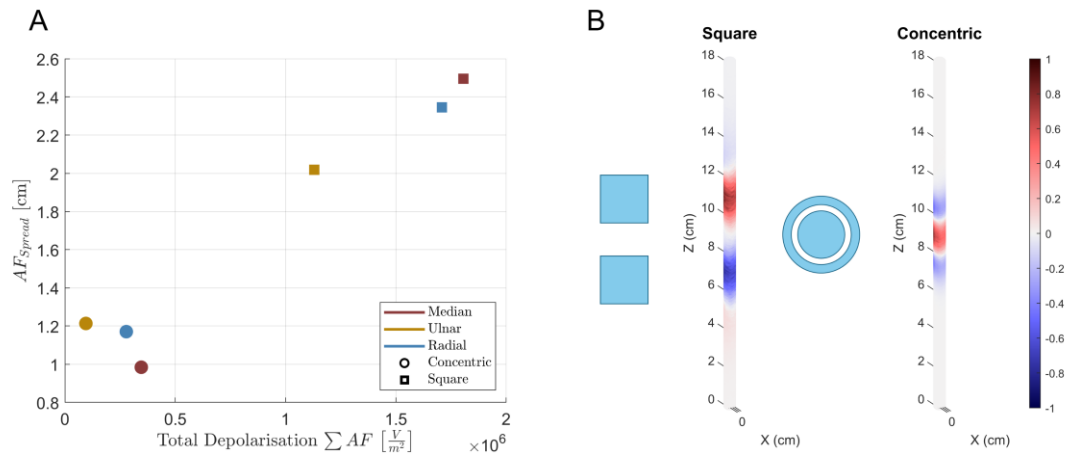 A
2.6
2.4
2.2
2
1.8
1.6
1.4
1.2
1
0.8
AF_Spread [cm]
0 0.5 1 1.5 2
×10^6
Total Depolarisation ∑ AF [V/m²]
Median
Ulnar
Radial
Concentric
Square
B
Square
18
16
14
12
10
8
6
4
2
0
Z (cm)
0
X (cm)
Concentric
18
16
14
12
10
8
6
4
2
0
Z (cm)
0
X (cm)
1
0.8
0.6
0.4
0.2
0
-0.2
-0.4
-0.6
-0.8
-1